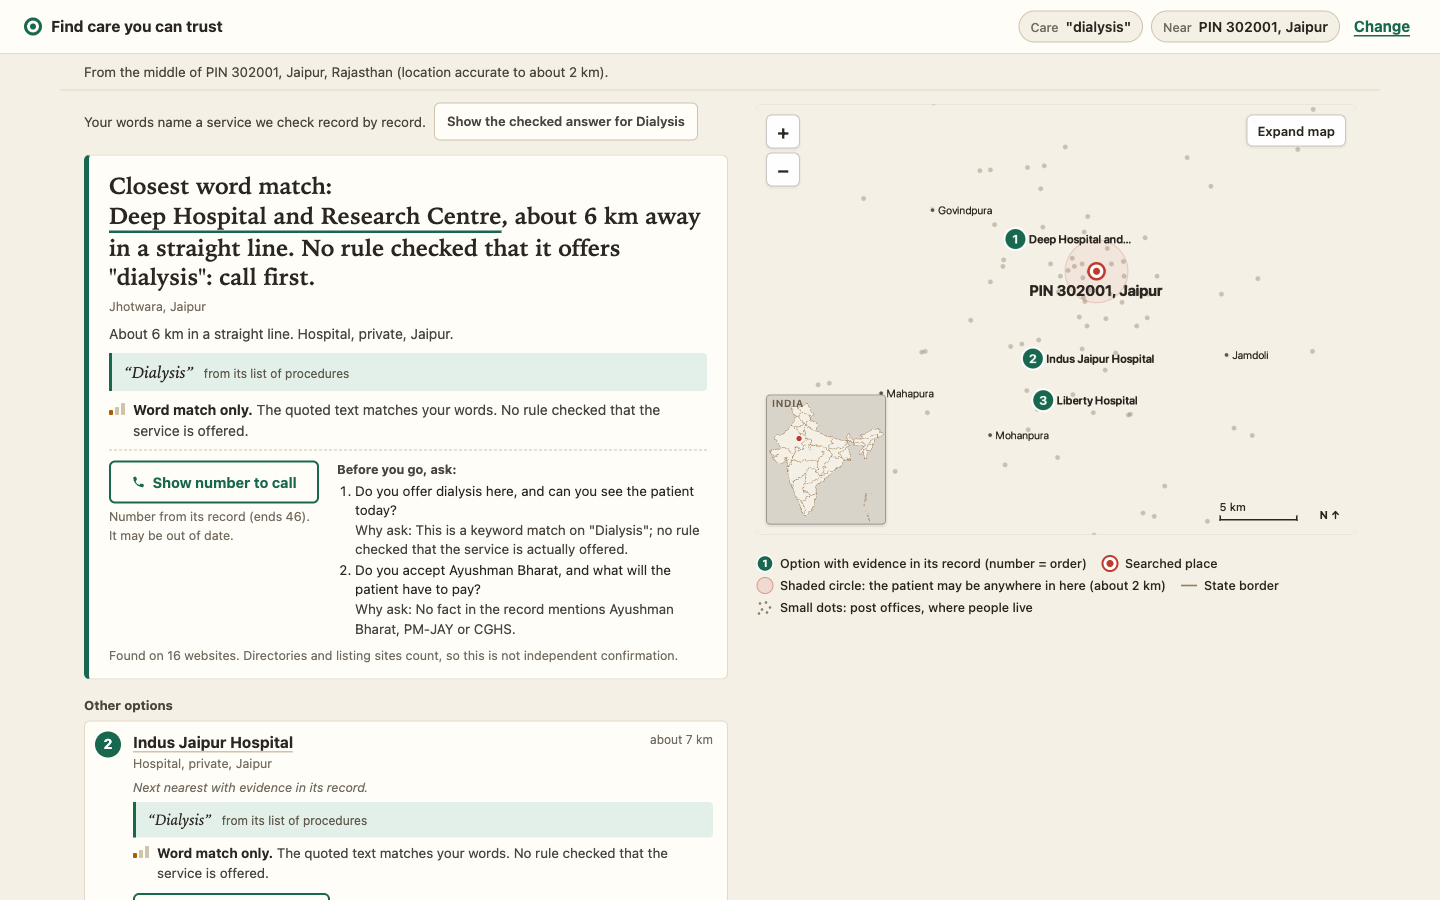 Find care you can trust
Care "dialysis"
Near PIN 302001, Jaipur
Change
From the middle of PIN 302001, Jaipur, Rajasthan (location accurate to about 2 km).
Your words name a service we check record by record.
Show the checked answer for Dialysis
Closest word match:
Deep Hospital and Research Centre, about 6 km away
in a straight line. No rule checked that it offers
"dialysis": call first.
Jhotwara, Jaipur
About 6 km in a straight line. Hospital, private, Jaipur.
“Dialysis” from its list of procedures
Word match only. The quoted text matches your words. No rule checked that the
service is offered.
Show number to call
Number from its record (ends 46).
It may be out of date.
Before you go, ask:
1. Do you offer dialysis here, and can you see the patient
today?
Why ask: This is a keyword match on "Dialysis"; no rule
checked that the service is actually offered.
2. Do you accept Ayushman Bharat, and what will the
patient have to pay?
Why ask: No fact in the record mentions Ayushman
Bharat, PM-JAY or CGHS.
Found on 16 websites. Directories and listing sites count, so this is not independent confirmation.
Other options
2 Indus Jaipur Hospital
about 7 km
Hospital, private, Jaipur
Next nearest with evidence in its record.
“Dialysis” from its list of procedures
Word match only. The quoted text matches your words. No rule checked that the
service is offered.
+
−
Expand map
Govindpura
1 Deep Hospital and...
PIN 302001, Jaipur
2 Indus Jaipur Hospital
Jamdoli
Mahapura
3 Liberty Hospital
Mohanpura
INDIA
5 km
N ↑
1 Option with evidence in its record (number = order)
Searched place
Shaded circle: the patient may be anywhere in here (about 2 km)
State border
Small dots: post offices, where people live